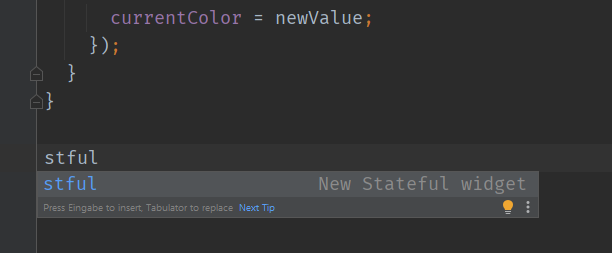 currentColor = newValue;
});
}
}
stful
stful New Stateful widget
Press Eingabe to insert, Tabulator to replace Next Tip